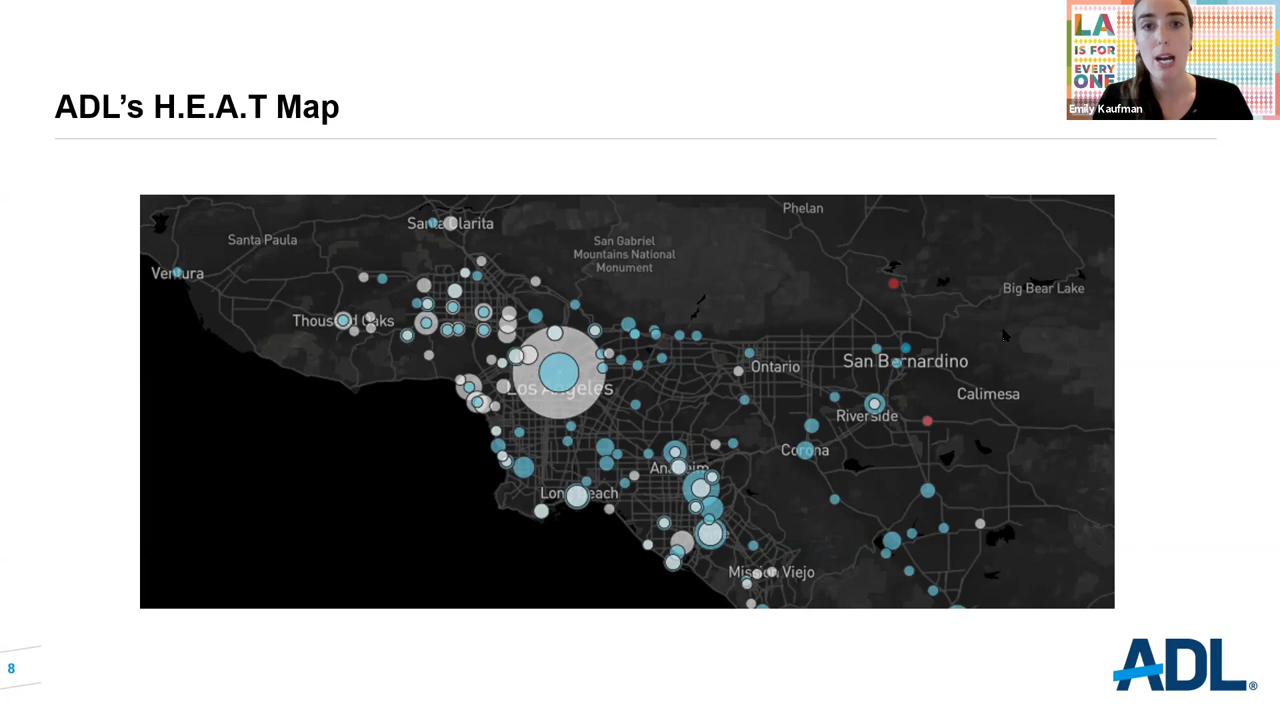 LA
IS FOR
EVERY
ONE
Emily Kaufman
ADL's H.E.A.T Map
Phelan
Santa Clarita
Santa Paula
San Gabriel
Mountains National
Monument
Ventura
Big Bear Lake
Thousand Oaks
San Bernardino
Ontario
Los Angeles
Calimesa
Riverside
Corona
Anaheim
Long Beach
Mission Viejo
8
ADL®